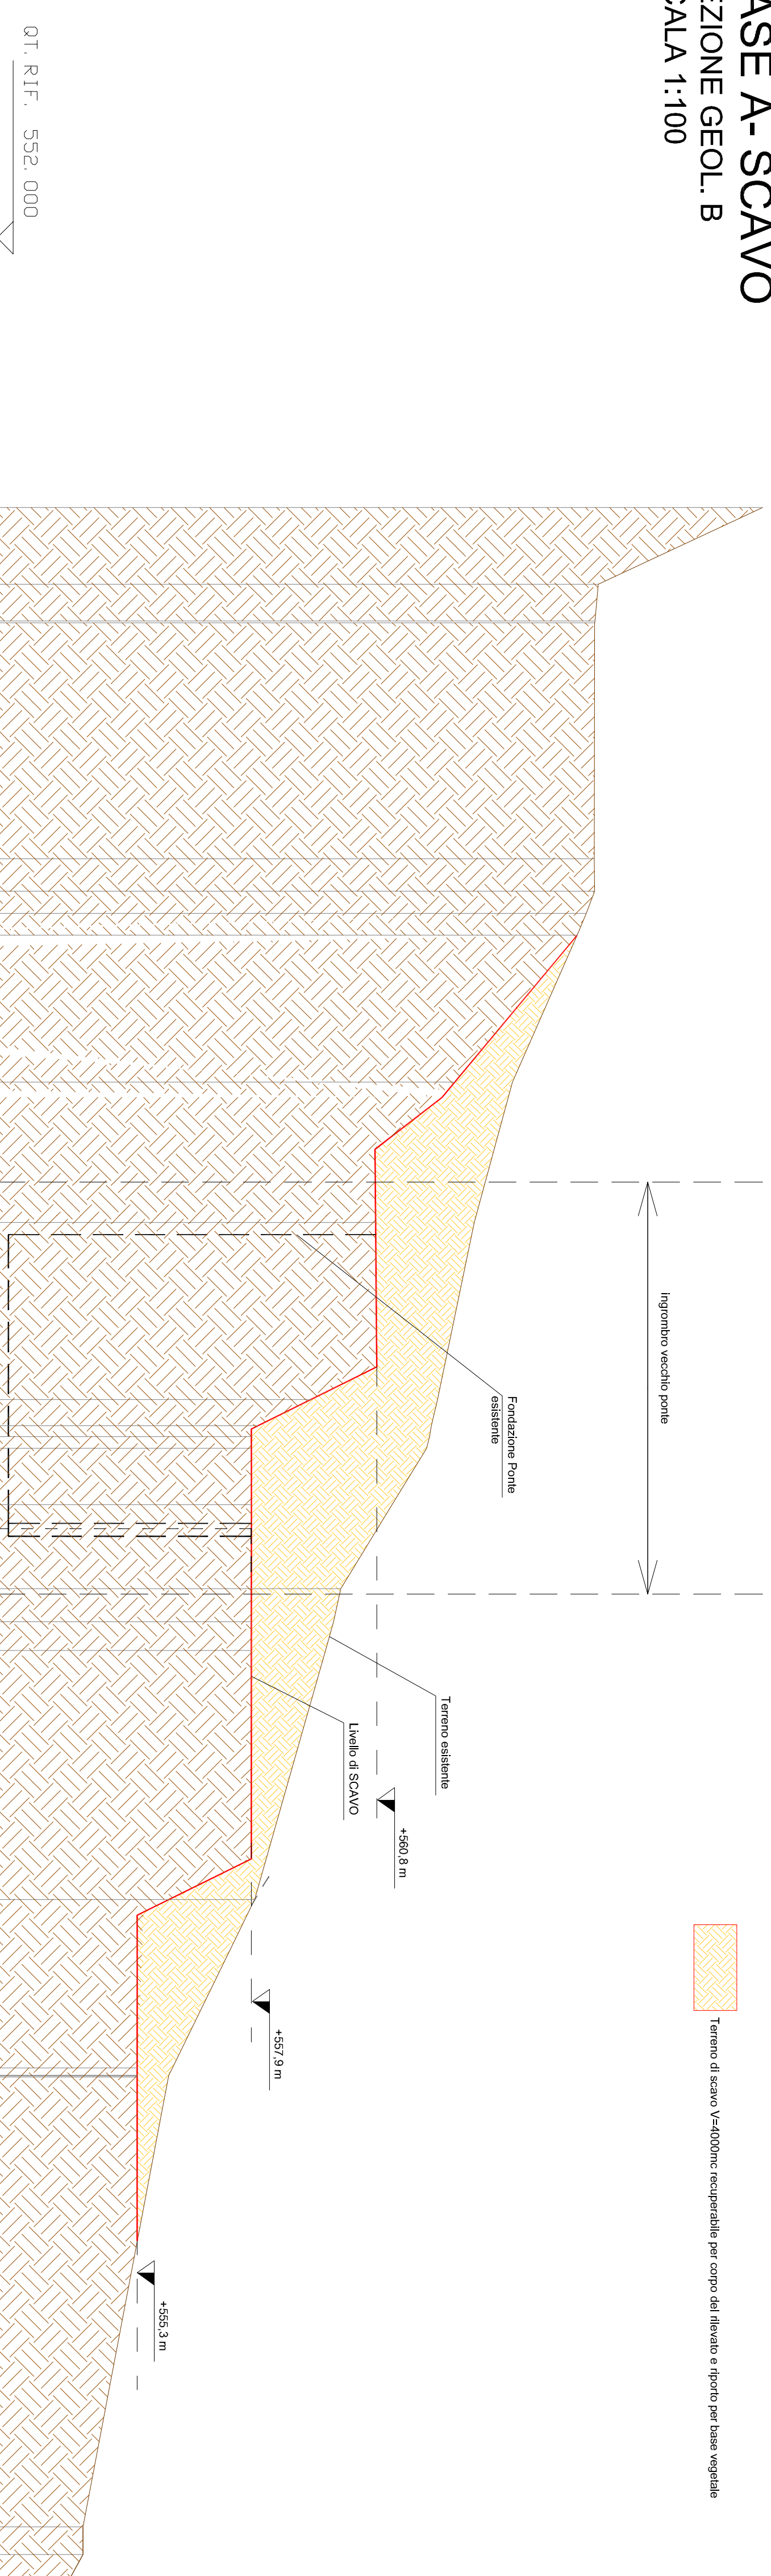 ASE A- SCAVO
EZIONE GEOL. B
CALA 1:100
QT. RIF. 552.000
ingrombro vecchio ponte
Fondazione Ponte
esistente
Terreno esistente
Livello di SCAVO
+560,8 m
+557,9 m
+555,3 m
Terreno di scavo V=4000mc recuperabile per corpo del rilevato e riporto per base vegetale